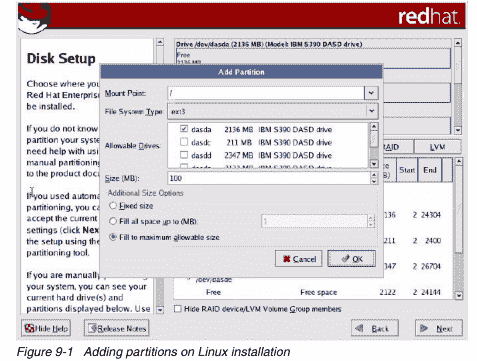 redhat.
Disk Setup
Choose where you
Red Hat Enterprise
be installed.
If you do not know
partition your syste
need help with usi
manual partitioning
to the product doc
If you used automa
partitioning, you ca
accept the current
settings (click Nex
the setup using the
partitioning tool.
If you are manually
your system, you can see your
current hard drive(s) and
partitions displayed below. Use
Drive /dev/dasda (2136 MB) (Model: IBM S390 DASD drive)
Free
2136 MB
Add Partition
Mount Point:
/
File System Type:
ext3
Allowable Drives:
dasda 2136 MB IBM S390 DASD drive
dasdc 211 MB IBM S390 DASD drive
dasdd 2347 MB IBM S390 DASD drive
Size (MB):
100
Additional Size Options
Fixed size
Fill all space up to (MB):
1
Fill to maximum allowable size
Cancel
OK
RAID
LVM
Start End
136 2 24304
211 2 2400
347 2 26704
/dev/dasde
Free Free space 2122 2 24144
Hide RAID device/LVM Volume Group members
Hide Help
Release Notes
Back
Next
Figure 9-1 Adding partitions on Linux installation